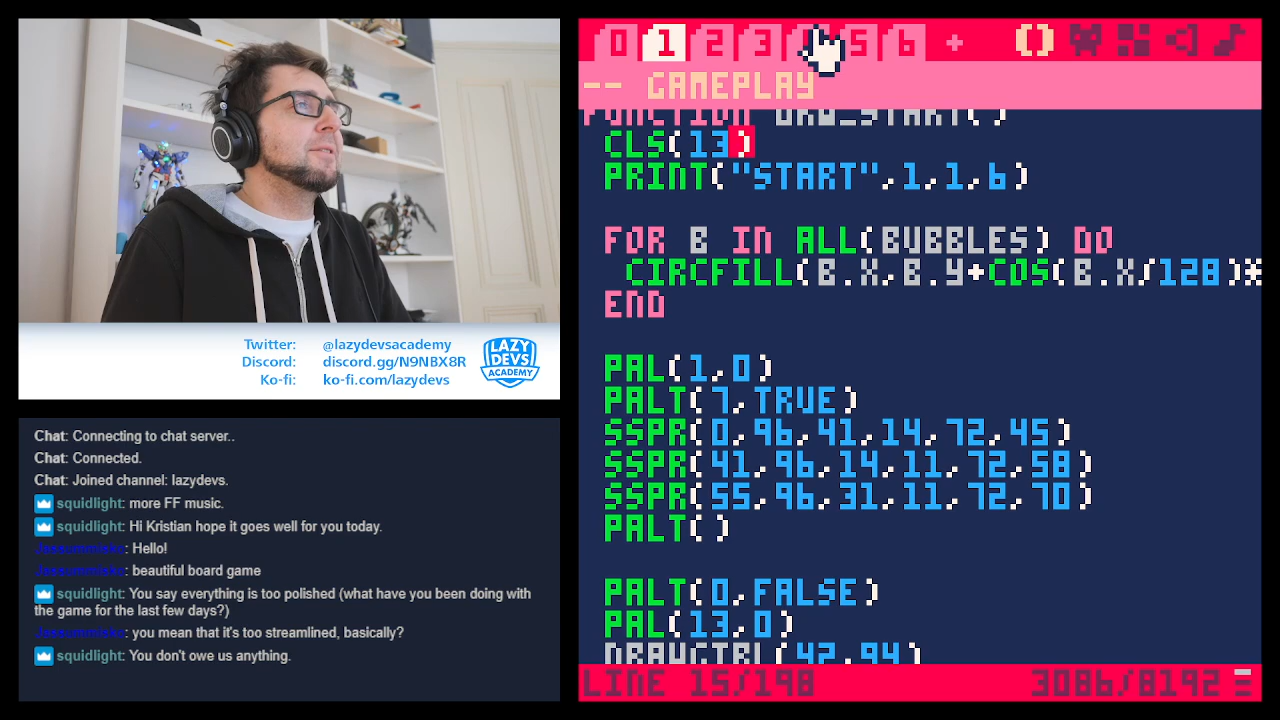 Twitter: @lazydevsacademy
Discord: discord.gg/N9NBX8R
Ko-fi: ko-fi.com/lazydevs
LAZY
DEVS
ACADEMY
Chat: Connecting to chat server..
Chat: Connected.
Chat: Joined channel: lazydevs.
squidlight: more FF music.
squidlight: Hi Kristian hope it goes well for you today.
: Hello!
: beautiful board game
squidlight: You say everything is too polished (what have you been doing with
the game for the last few days?)
: you mean that it's too streamlined, basically?
squidlight: You don't owe us anything.
0 1 2 3 5 6 +
-- GAMEPLAY
FUNCTION DRW_START()
CLS(13)
PRINT("START",1,1,6)
FOR B IN ALL(BUBBLES) DO
CIRCFILL(B.X,B.Y+COS(B.X/128)*
END
PAL(1,0)
PALT(7,TRUE)
SSPR(0,96,41,14,72,45)
SSPR(41,96,14,11,72,58)
SSPR(55,96,31,11,72,70)
PALT()
PALT(0,FALSE)
PAL(13,0)
DRAWCTRL(42,94)
LINE 15/198
3086/8192